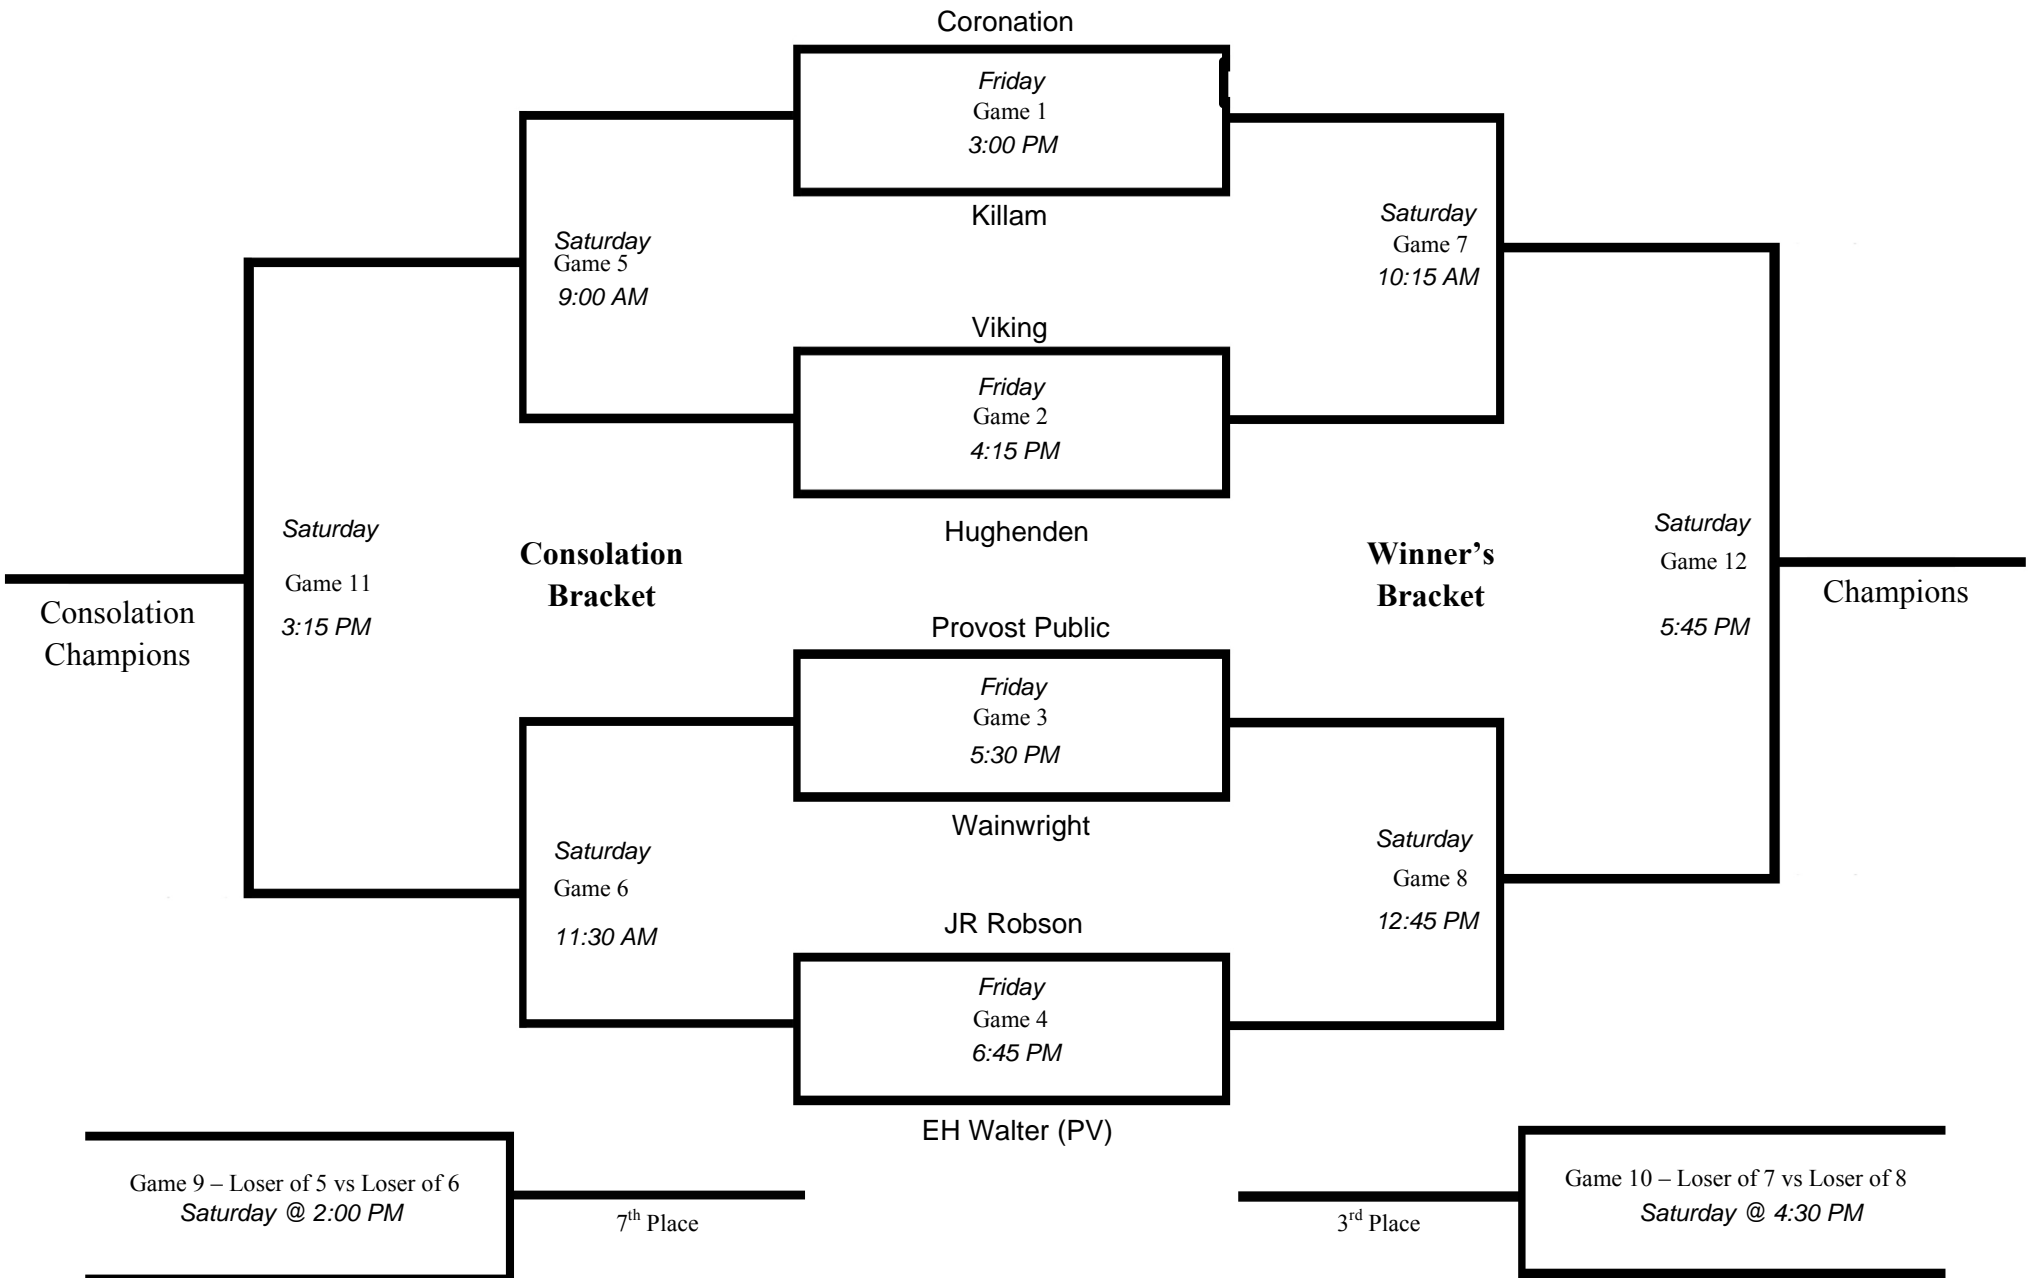 Coronation
Friday
Game 1
3:00 PM
Killam
Saturday
Game 5
9:00 AM
Saturday
Game 7
10:15 AM
Viking
Friday
Game 2
4:15 PM
Hughenden
Saturday
Game 11
3:15 PM
Consolation
Bracket
Winner's
Bracket
Saturday
Game 12
5:45 PM
Consolation
Champions
Champions
Provost Public
Friday
Game 3
5:30 PM
Wainwright
Saturday
Game 6
11:30 AM
Saturday
Game 8
12:45 PM
JR Robson
Friday
Game 4
6:45 PM
EH Walter (PV)
Game 9 – Loser of 5 vs Loser of 6
Saturday @ 2:00 PM
7th Place
3rd Place
Game 10 – Loser of 7 vs Loser of 8
Saturday @ 4:30 PM